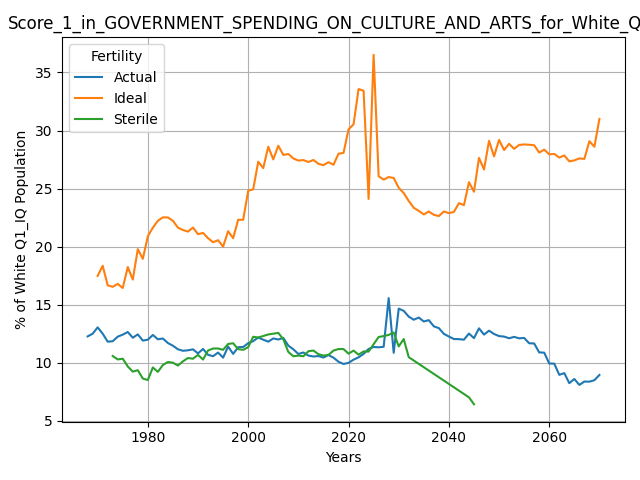 Score_1_in_GOVERNMENT_SPENDING_ON_CULTURE_AND_ARTS_for_White_Q
Fertility
Actual
Ideal
Sterile
% of White Q1_IQ Population
35
30
25
20
15
10
5
1980 2000 2020 2040 2060
Years